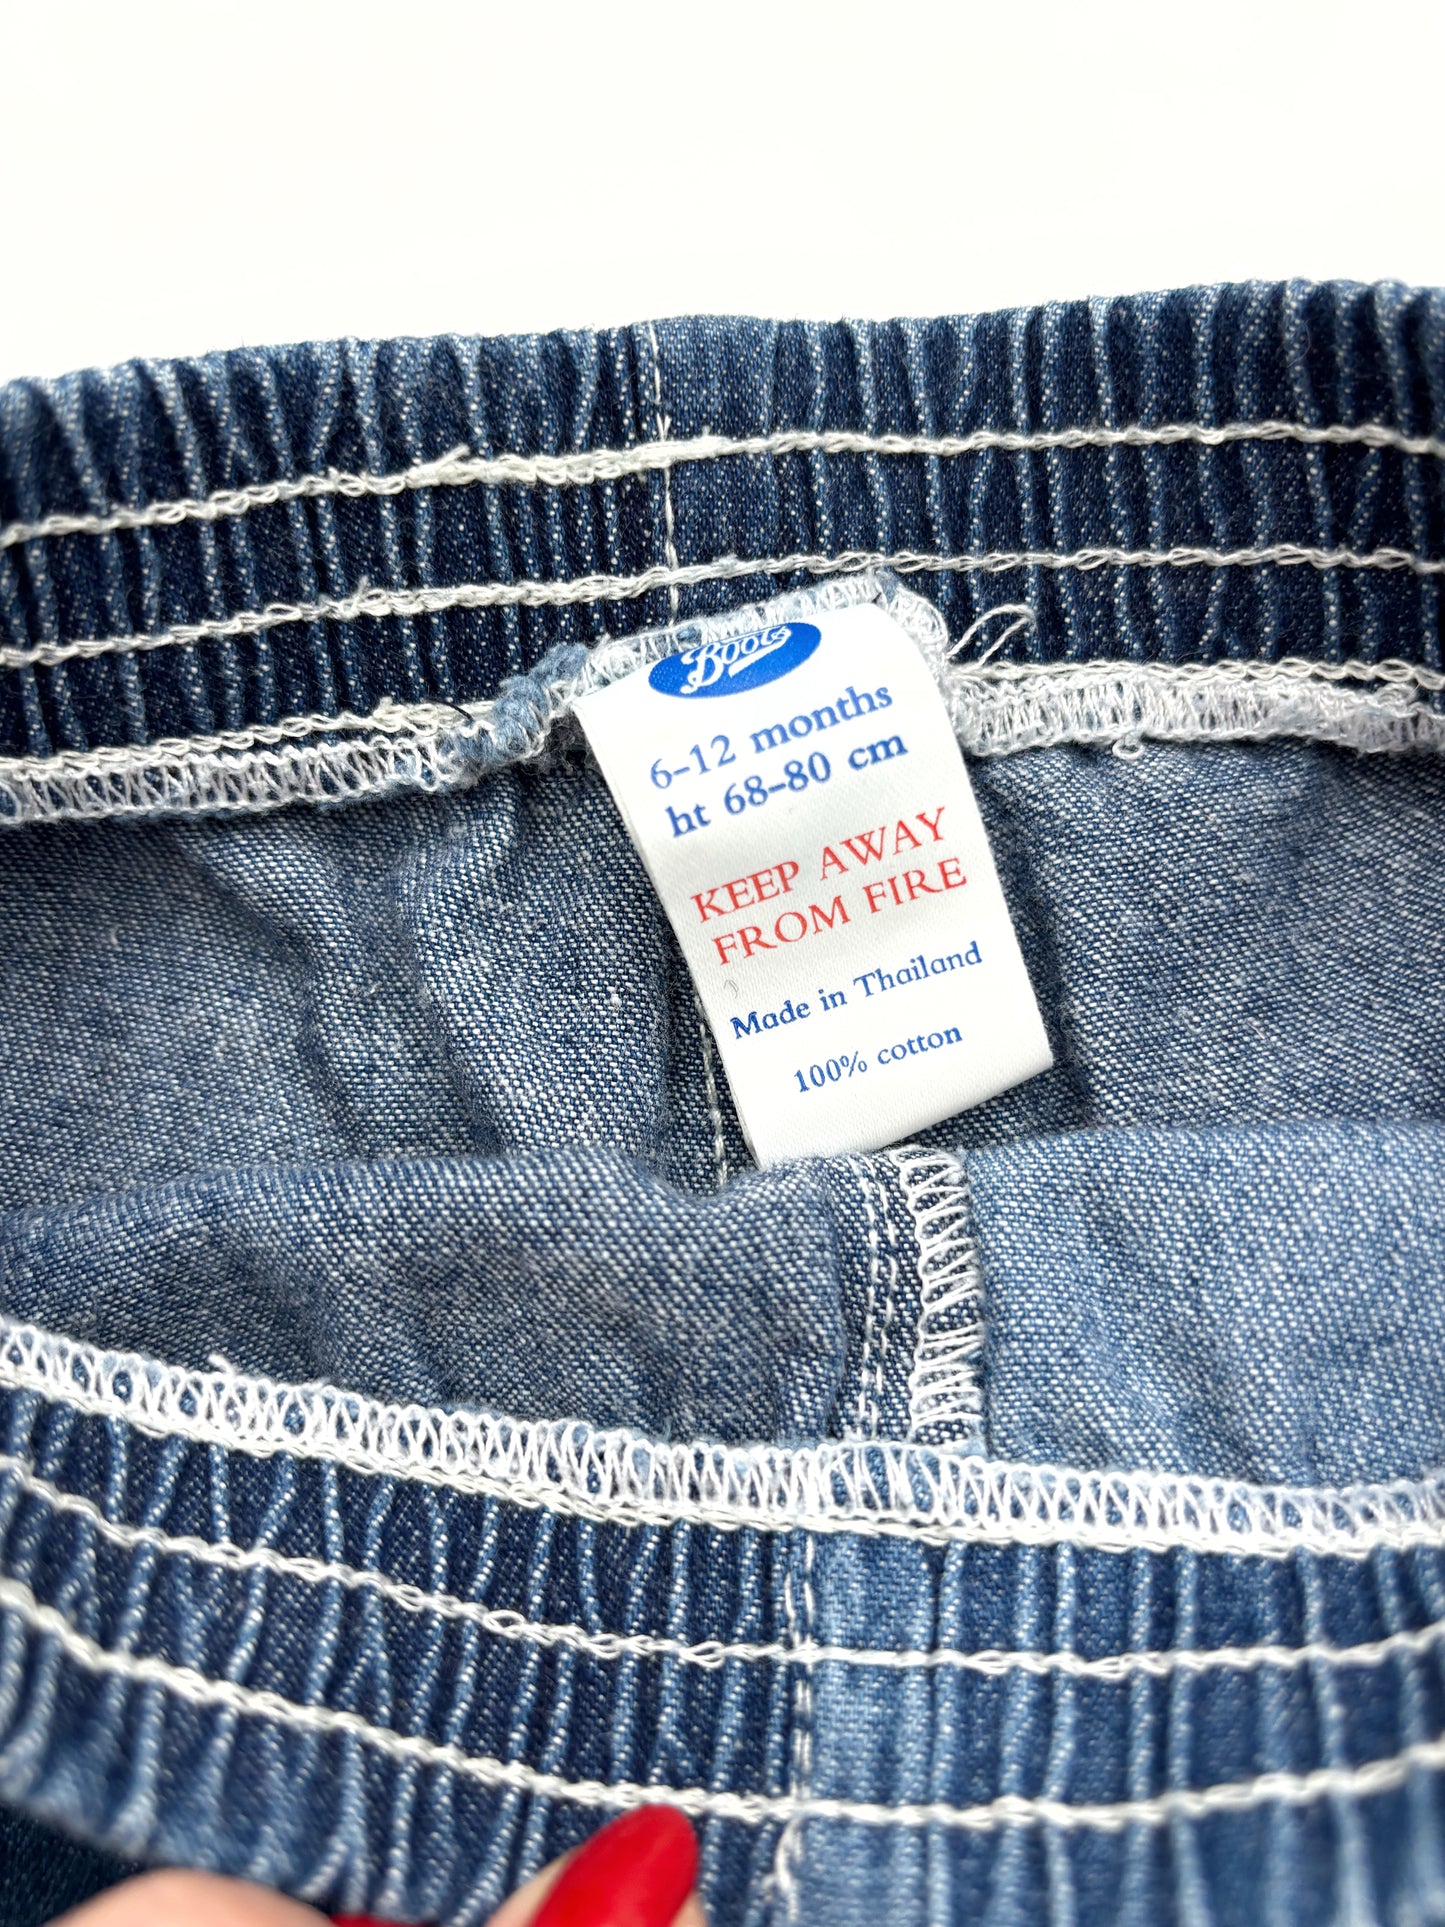 Boots
6-12 months
ht 68-80 cm
KEEP AWAY
FROM FIRE
Made in Thailand
100% cotton